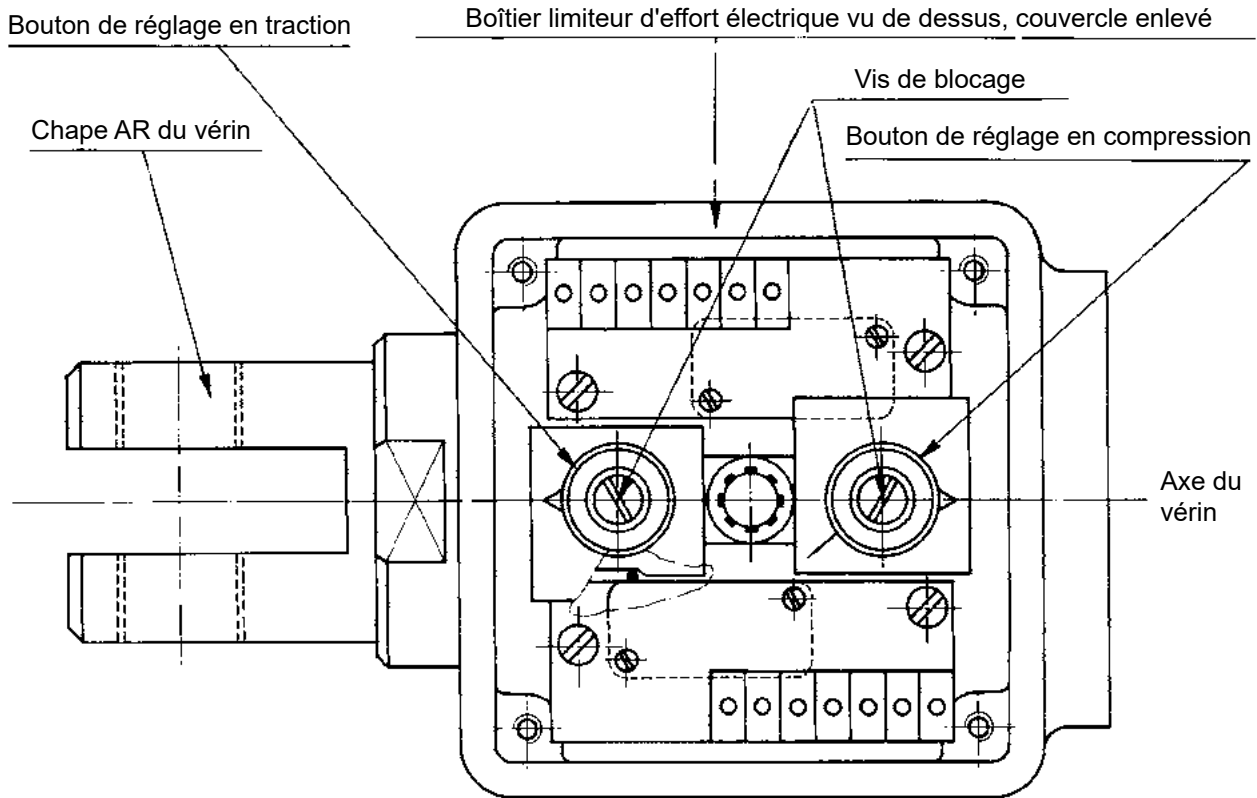 Boîtier limiteur d'effort électrique vu de dessus, couvercle enlevé
Bouton de réglage en traction
Vis de blocage
Chape AR du vérin
Bouton de réglage en compression
Axe du
vérin